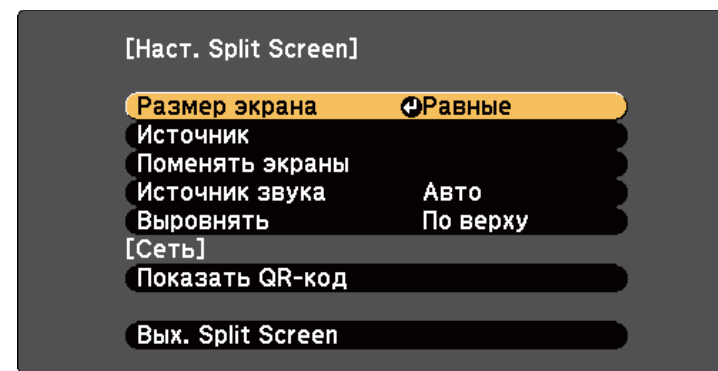 [Наст. Split Screen]
Размер экрана Равные
Источник
Поменять экраны
Источник звука Авто
Выровнять По верху
[Сеть]
Показать QR-код
Вых. Split Screen